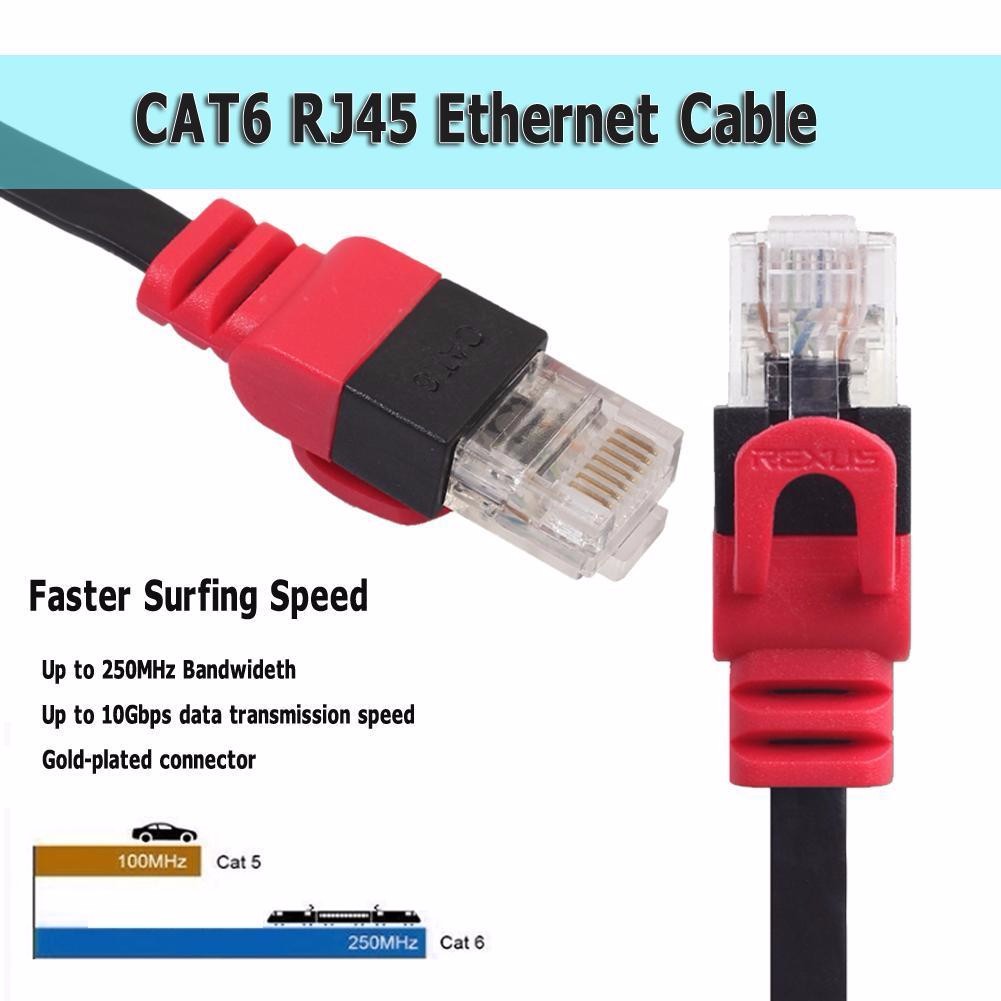 CAT6 RJ45 Ethernet Cable
CAT6
REXUS
Faster Surfing Speed
Up to 250MHz Bandwideth
Up to 10Gbps data transmission speed
Gold-plated connector
100MHz Cat 5
250MHz Cat 6